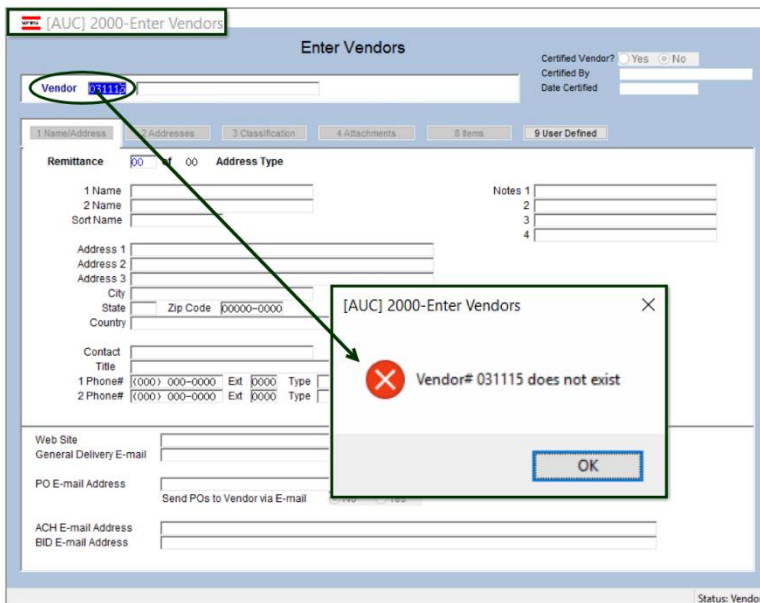 [AUC] 2000-Enter Vendors
Enter Vendors
Certified Vendor? Yes No
Certified By
Date Certified
Vendor 031115
1 Name/Address 2 Addresses 3 Classification 4 Attachments 8 Items 9 User Defined
Remittance 00 of 00 Address Type
1 Name
2 Name
Sort Name
Notes 1
2
3
4
Address 1
Address 2
Address 3
City
State Zip Code 00000-0000
Country
Contact
Title
1 Phone# (000) 000-0000 Ext 0000 Type
2 Phone# (000) 000-0000 Ext 0000 Type
[AUC] 2000-Enter Vendors
Vendor# 031115 does not exist
OK
Web Site
General Delivery E-mail
PO E-mail Address
Send POs to Vendor via E-mail No Yes
ACH E-mail Address
BID E-mail Address
Status: Vendo